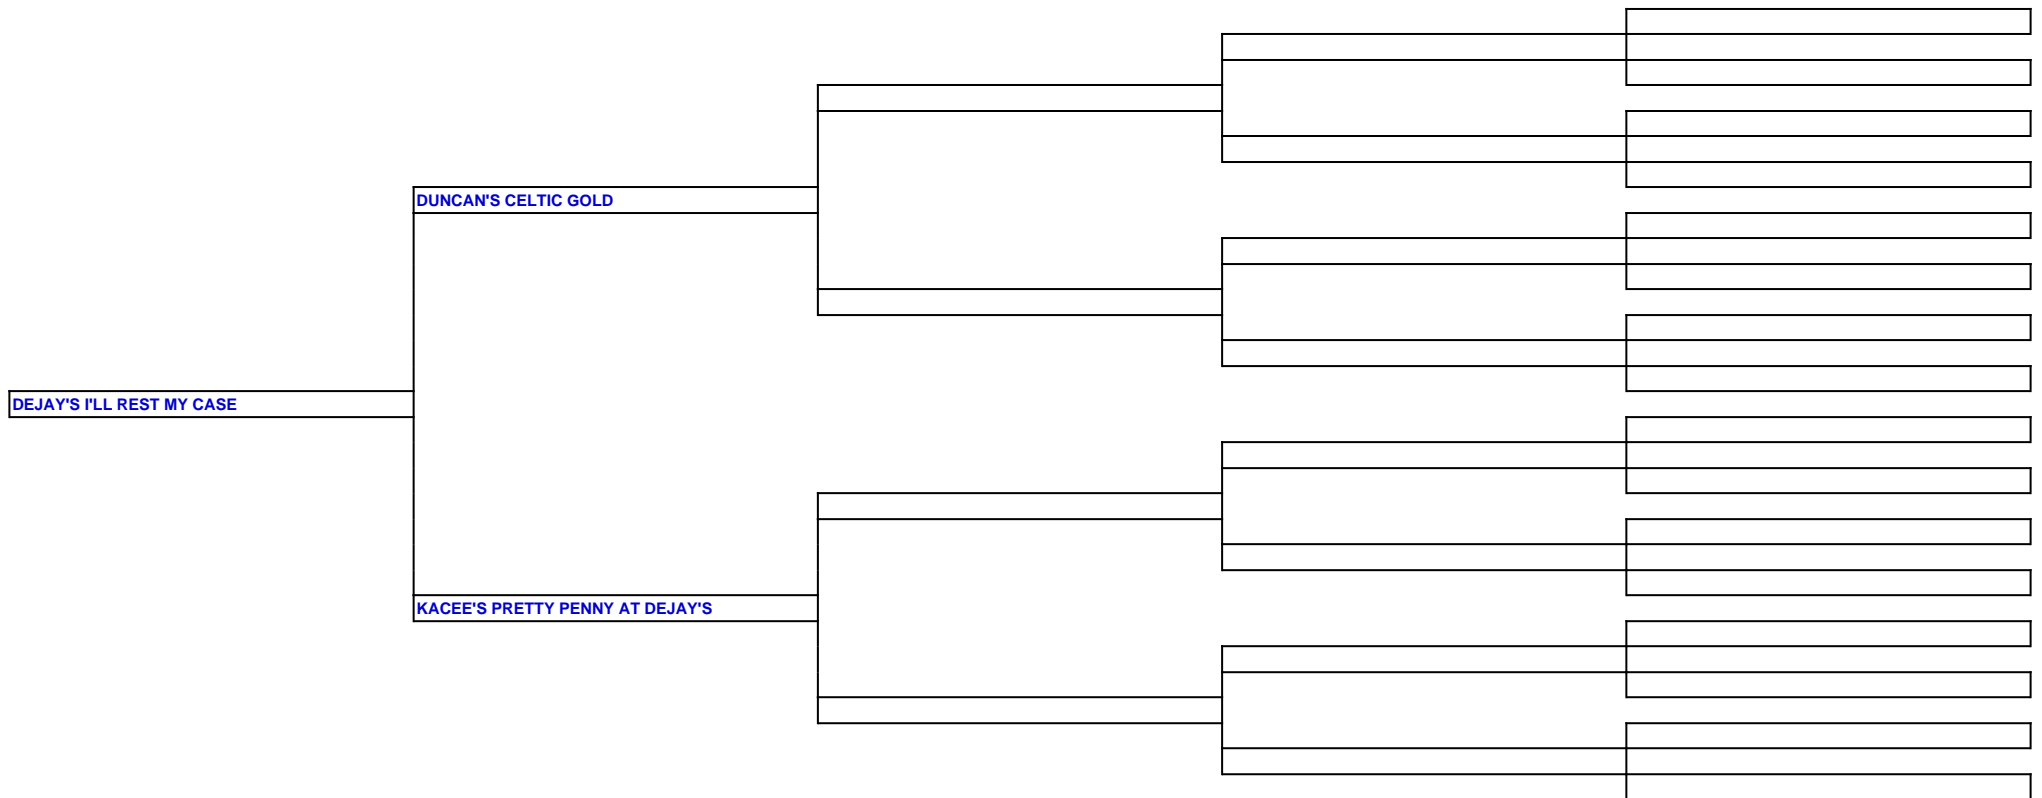 DUNCAN'S CELTIC GOLD
DEJAY'S I'LL REST MY CASE
KACEE'S PRETTY PENNY AT DEJAY'S